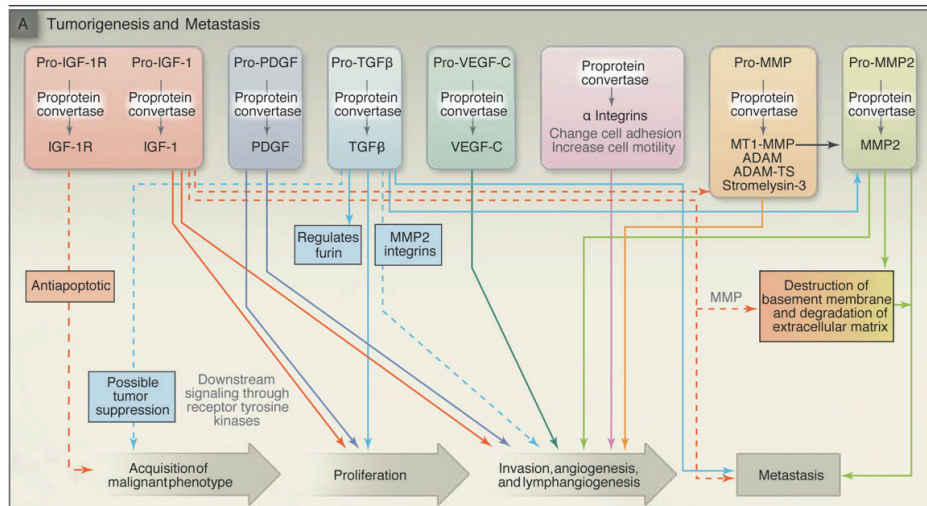 A Tumorigenesis and Metastasis
Pro-IGF-1R Pro-IGF-1
Proprotein convertase Proprotein convertase
IGF-1R IGF-1
Pro-PDGF
Proprotein
convertase
PDGF
Pro-TGFβ
Proprotein
convertase
TGFβ
Pro-VEGF-C
Proprotein
convertase
VEGF-C
Proprotein
convertase
α Integrins
Change cell adhesion
Increase cell motility
Pro-MMP
Proprotein
convertase
MT1-MMP
ADAM
ADAM-TS
Stromelysin-3
Pro-MMP2
Proprotein
convertase
MMP2
Regulates
furin
MMP2
integrins
Antiapoptotic
MMP
Destruction of
basement membrane
and degradation of
extracellular matrix
Possible
tumor
suppression
Downstream
signaling through
receptor tyrosine
kinases
Acquisition of
malignant phenotype
Proliferation
Invasion, angiogenesis,
and lymphangiogenesis
Metastasis